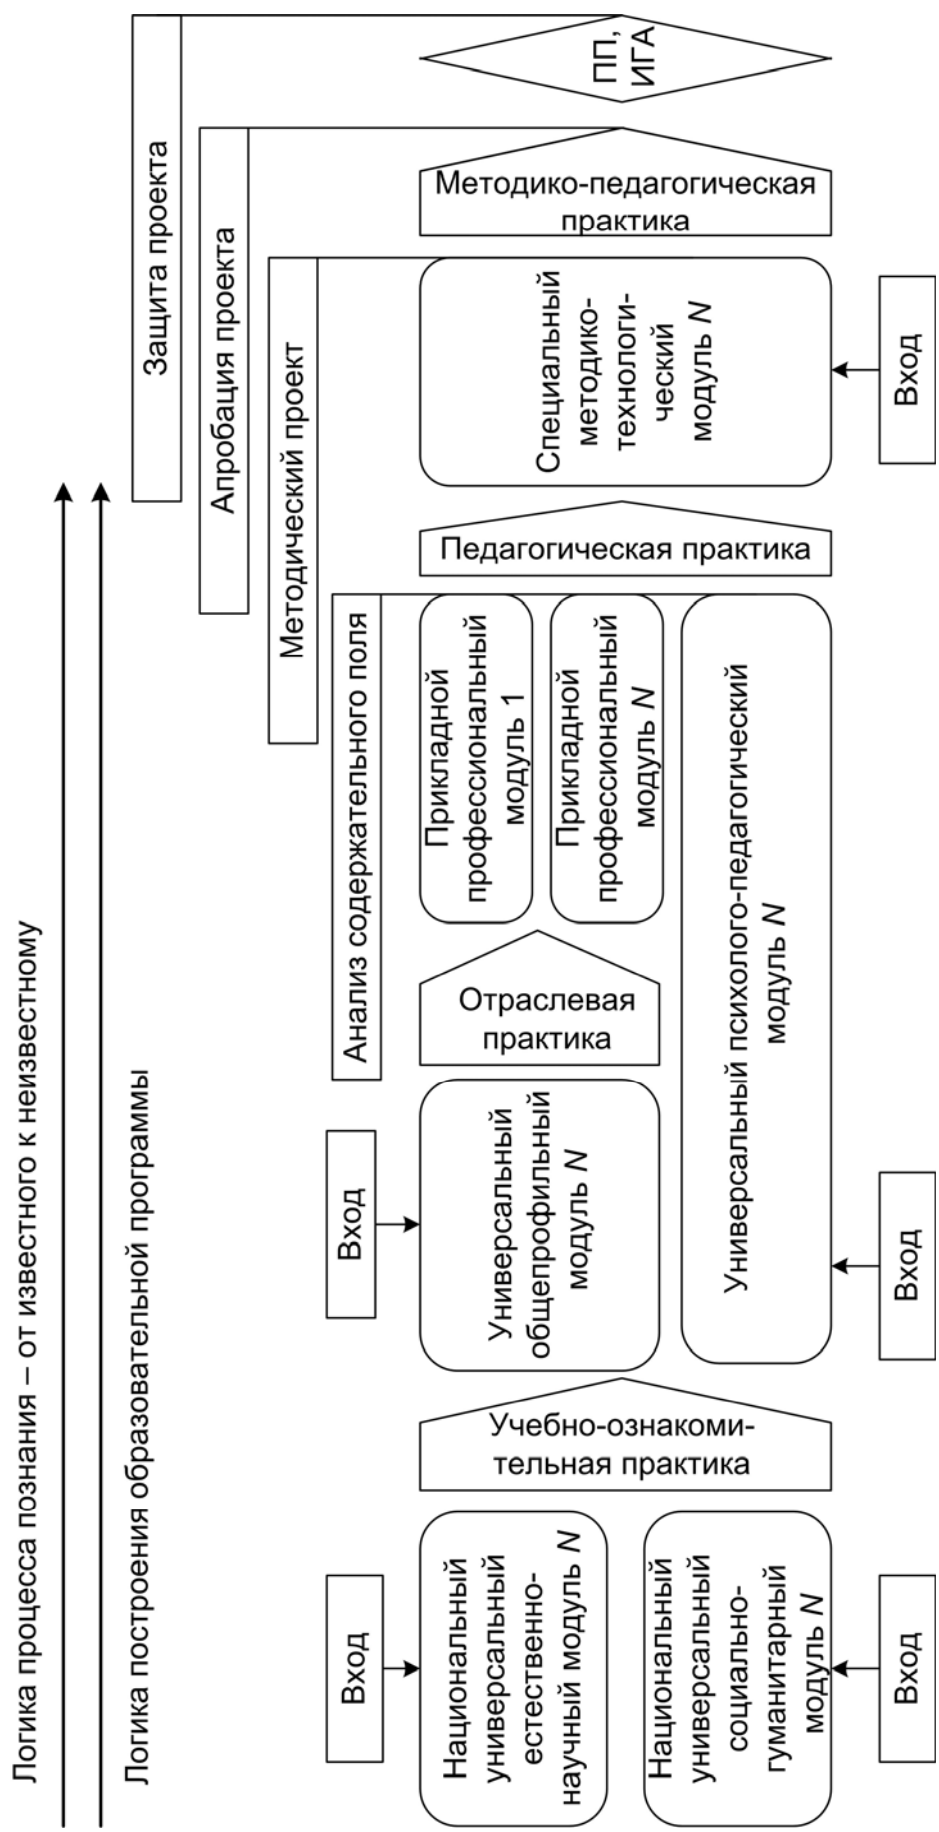 Логика процесса познания – от известного к неизвестному
Логика построения образовательной программы
Защита проекта
Апробация проекта
Методический проект
Анализ содержательного поля
Вход
Национальный
универсальный
естественно-
научный модуль N
Национальный
универсальный
социально-
гуманитарный
модуль N
Вход
Учебно-ознакоми-
тельная практика
Вход
Универсальный
общепрофильный
модуль N
Отраслевая
практика
Прикладной
профессиональный
модуль 1
Прикладной
профессиональный
модуль N
Универсальный психолого-педагогический
модуль N
Вход
Педагогическая практика
Специальный
методико-
технологи-
ческий
модуль N
Вход
Методико-педагогическая
практика
ПП,
ИГА